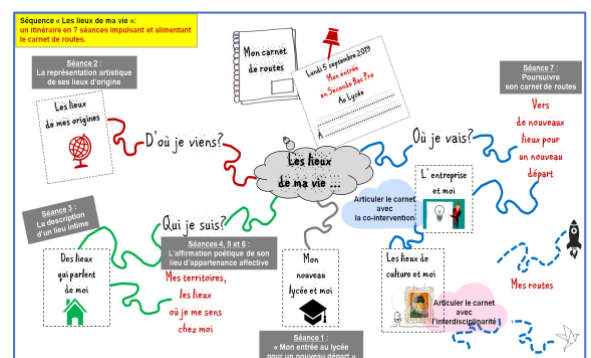 Séquence « Les lieux de ma vie »:
un itinéraire en 7 séances impulsant et alimentant
le carnet de routes.
Mon carnet
de routes
Lundi 5 septembre 2019
Mon entrée
en Seconde Bac Pro
Au Lycée
À
Séance 2 :
La représentation artistique
de ses lieux d'origine
Séance 7 :
Poursuivre
son carnet de routes
Les lieux
de mes origines
D'où je viens?
Où je vais?
Vers
de nouveaux
lieux pour
un nouveau
départ
Les lieux
de ma vie ...
L' entreprise
et moi
Articuler le carnet
avec
la co-intervention
Séance 3 :
La description
d'un lieu intime
Qui je suis?
Séances 4, 5 et 6 :
L'affirmation poétique de son
lieu d'appartenance affective
Des lieux
qui parlent
de moi
Mes territoires,
les lieux
où je me sens
chez moi
Mon
nouveau
lycée et moi
Les lieux de
culture et moi
Mes routes
Articuler le carnet
avec
l'interdisciplinarité
Séance 1 :
« Mon entrée au lycée
pour un nouveau départ »